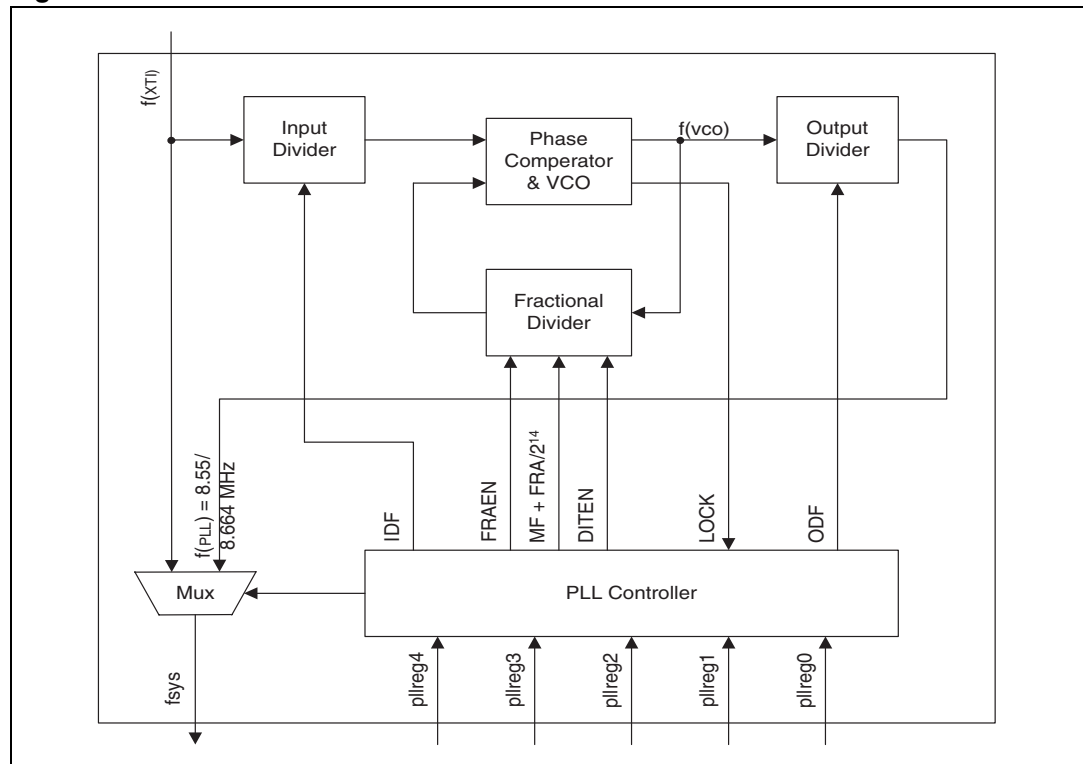 f(XTI)
Input
Divider
Phase
Comperator
& VCO
f(vco)
Output
Divider
Fractional
Divider
f(PLL) = 8.55/
8.664 MHz
IDF
FRAEN
MF + FRA/2¹⁴
DITEN
LOCK
ODF
Mux
PLL Controller
fsys
pllreg4
pllreg3
pllreg2
pllreg1
pllreg0